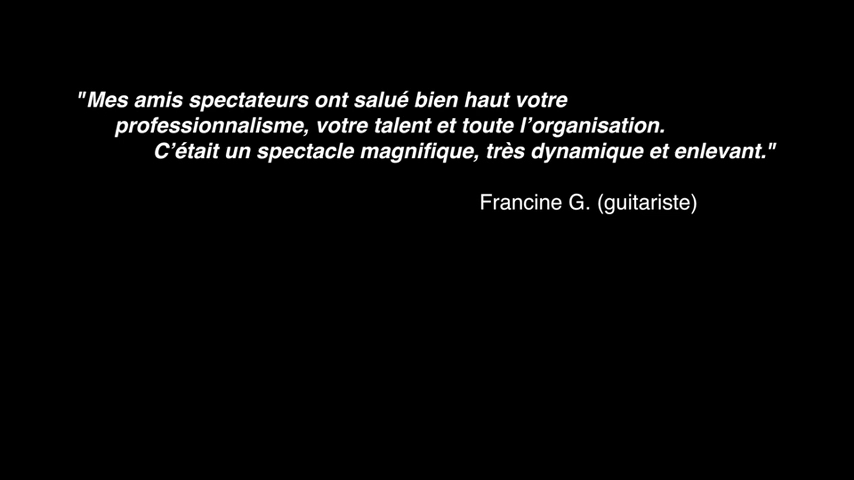 "Mes amis spectateurs ont salué bien haut votre
professionnalisme, votre talent et toute l’organisation.
C’était un spectacle magnifique, très dynamique et enlevant."
Francine G. (guitariste)